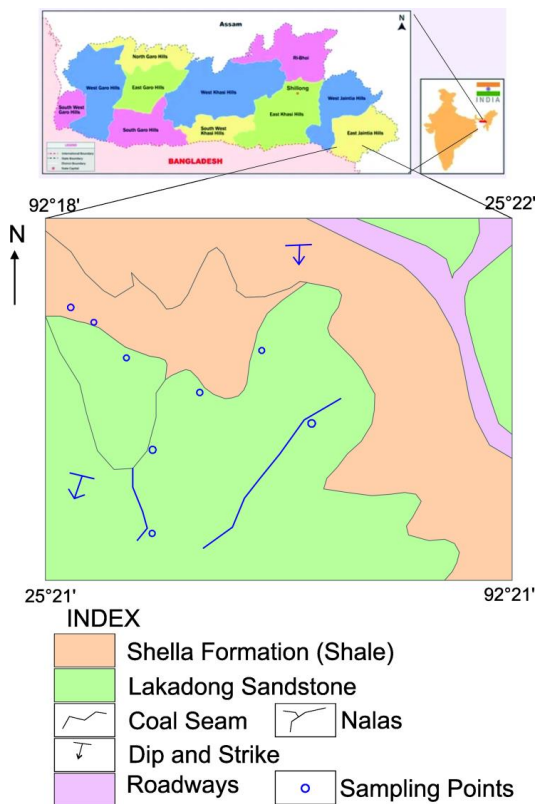 Assam
N
North Garo Hills
Ri-Bhoi
West Garo Hills
East Garo Hills
West Khasi Hills
Shillong
West Jaintia Hills
South West
Garo Hills
East Khasi Hills
South Garo Hills
South West
Khasi Hills
East Jaintia Hills
BANGLADESH
INDIA
92°18'
25°22'
N
25°21'
92°21'
INDEX
Shella Formation (Shale)
Lakadong Sandstone
Coal Seam
Nalas
Dip and Strike
Roadways
Sampling Points